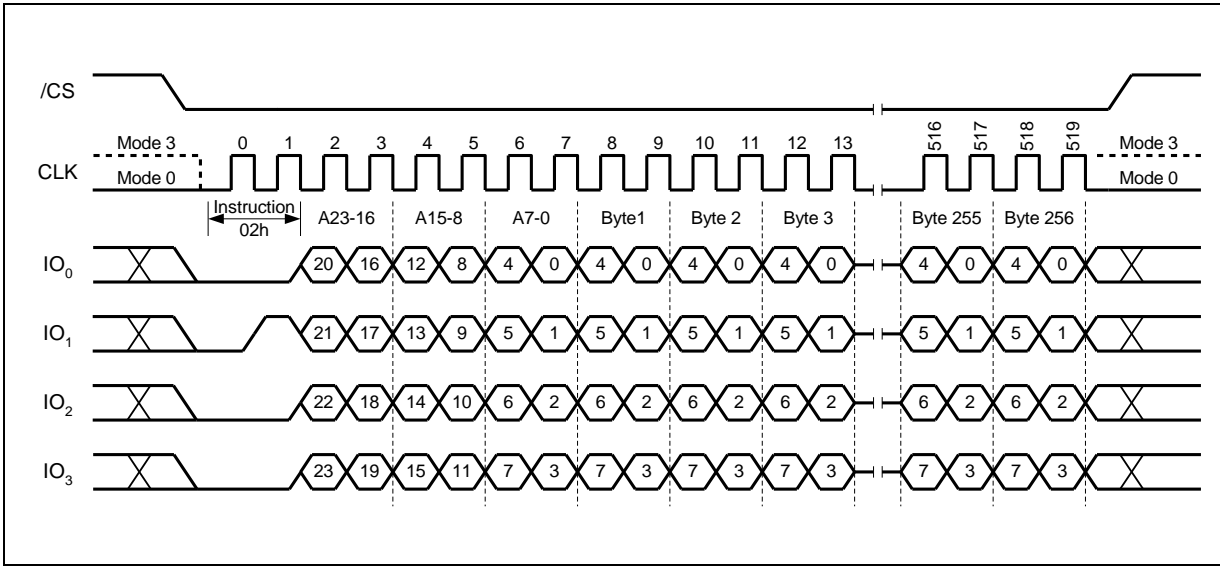 /CS
Mode 3 0 1 2 3 4 5 6 7 8 9 10 11 12 13 516 517 518 519 Mode 3
CLK Mode 0 Mode 0
Instruction
02h A23-16 A15-8 A7-0 Byte1 Byte 2 Byte 3 Byte 255 Byte 256
IO0 20 16 12 8 4 0 4 0 4 0 4 0 4 0 4 0
IO1 21 17 13 9 5 1 5 1 5 1 5 1 5 1 5 1
IO2 22 18 14 10 6 2 6 2 6 2 6 2 6 2 6 2
IO3 23 19 15 11 7 3 7 3 7 3 7 3 7 3 7 3